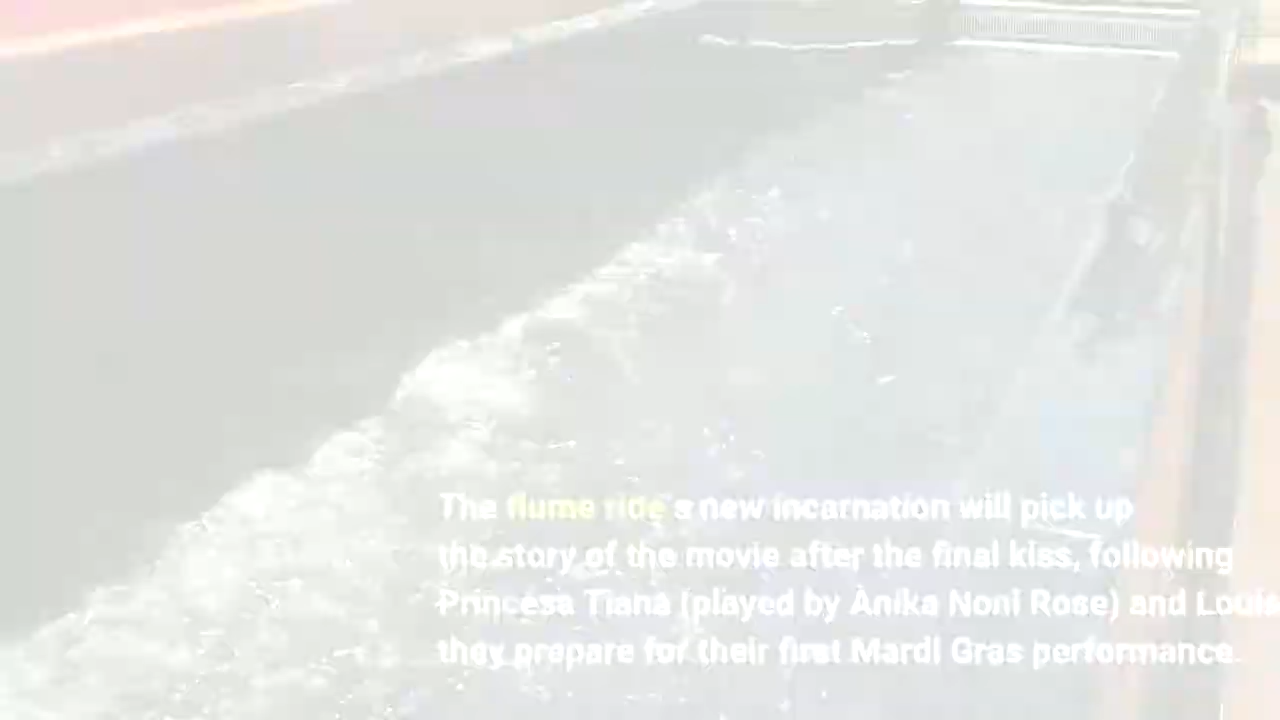 The flume ride's new incarnation will pick up
the story of the movie after the final kiss, following
Princess Tiana (played by Anika Noni Rose) and Louis
they prepare for their first Mardi Gras performance.